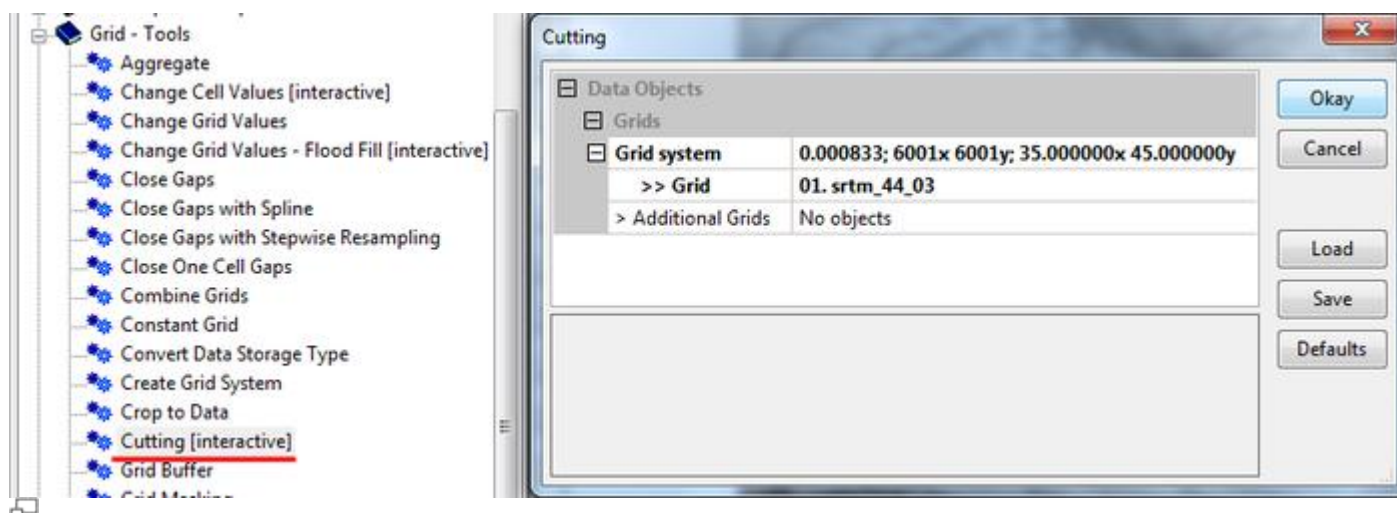 Grid - Tools
Aggregate
Change Cell Values [interactive]
Change Grid Values
Change Grid Values - Flood Fill [interactive]
Close Gaps
Close Gaps with Spline
Close Gaps with Stepwise Resampling
Close One Cell Gaps
Combine Grids
Constant Grid
Convert Data Storage Type
Create Grid System
Crop to Data
Cutting [interactive]
Grid Buffer
Grid Masking
Cutting
Data Objects
Grids
Grid system 0.000833; 6001x 6001y; 35.000000x 45.000000y
>> Grid 01. srtm_44_03
> Additional Grids No objects
Okay
Cancel
Load
Save
Defaults